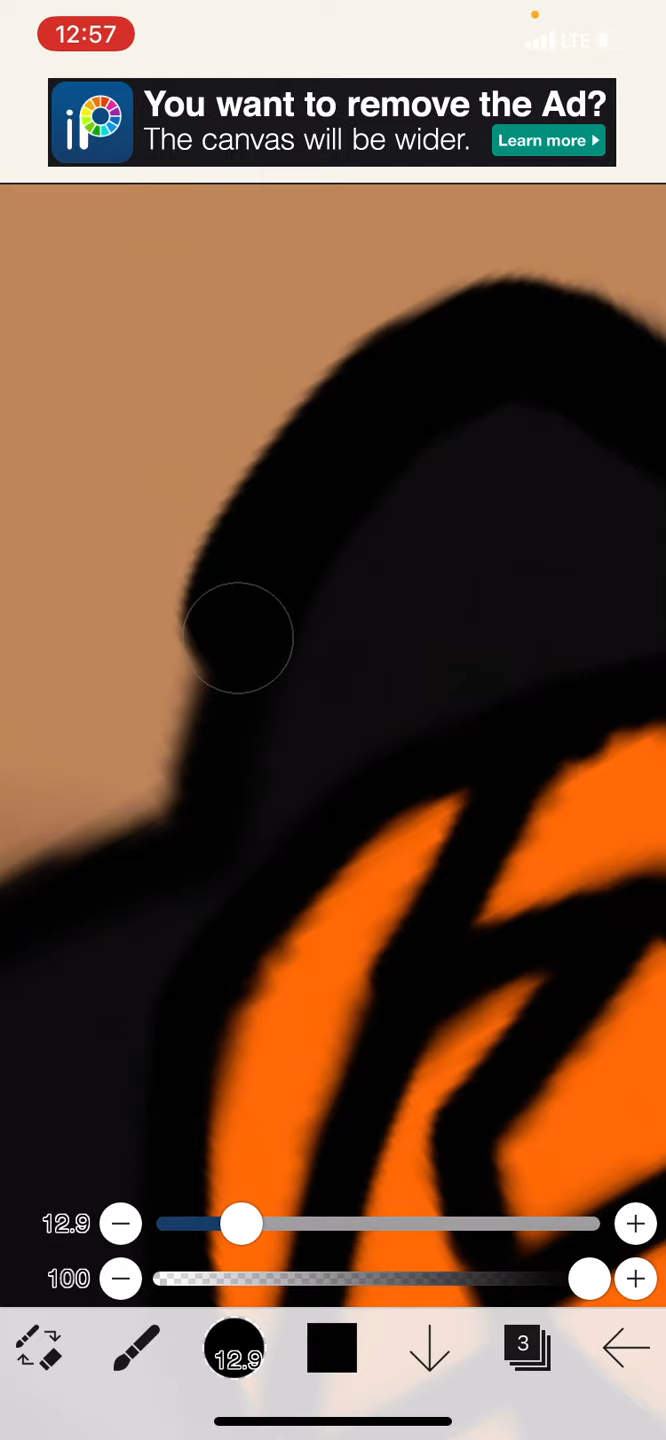 12:57
LTE
iP
You want to remove the Ad?
The canvas will be wider.
Learn more
12.9
100
12.9
3